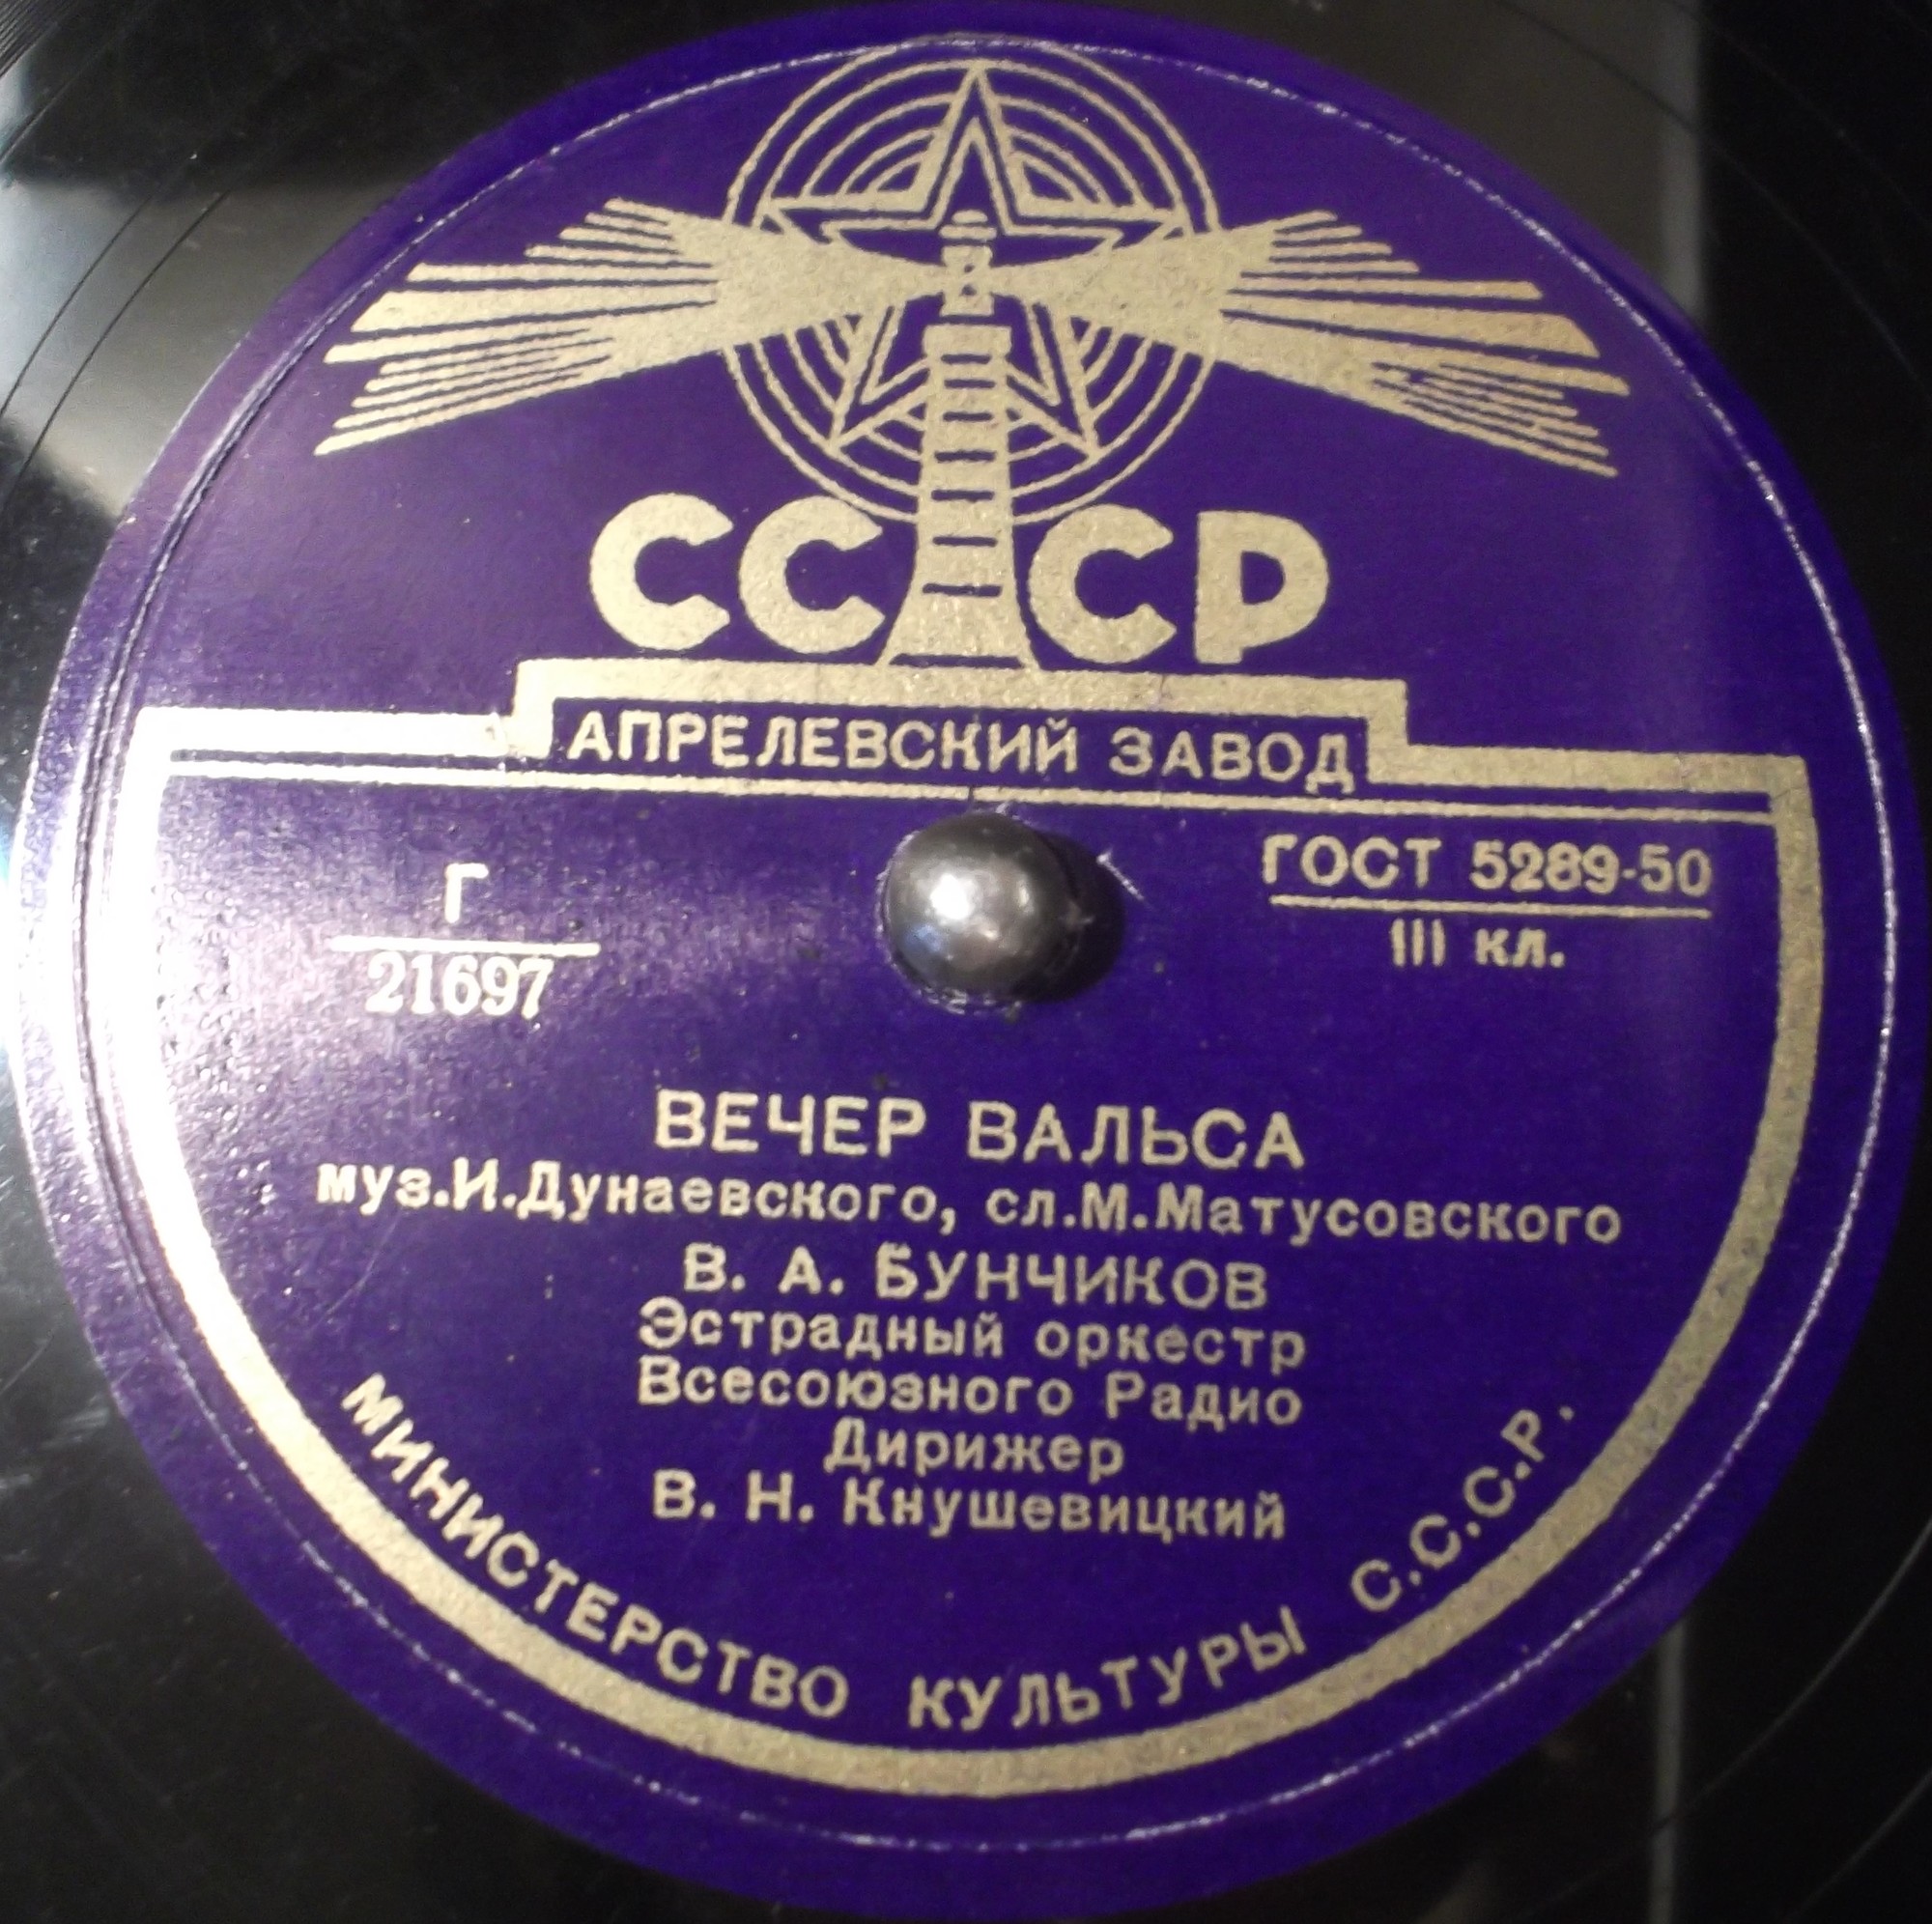 СССР
АПРЕЛЕВСКИЙ ЗАВОД
Г
21697
ГОСТ 5289-50
III кл.
ВЕЧЕР ВАЛЬСА
муз.И.Дунаевского, сл.М.Матусовского
В. А. БУНЧИКОВ
Эстрадный оркестр
Всесоюзного Радио
Дирижер
В. Н. Кнушевицкий
МИНИСТЕРСТВО КУЛЬТУРЫ С.С.С.Р.